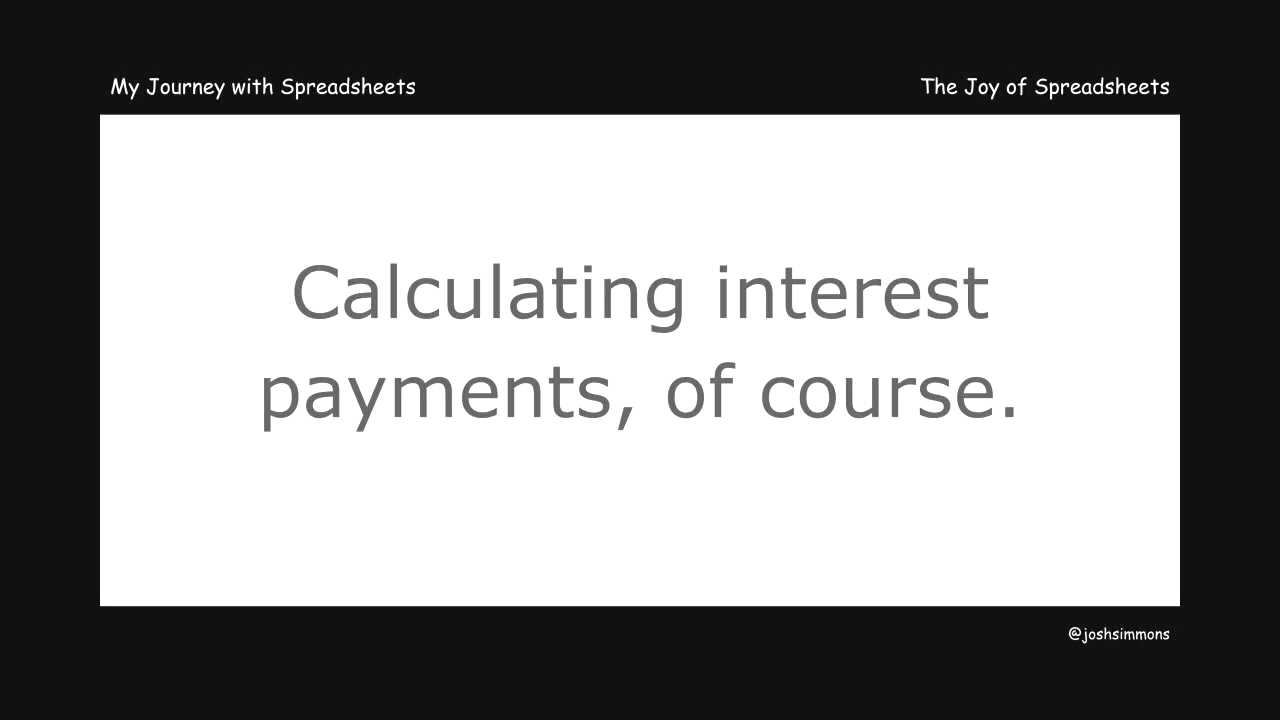 My Journey with Spreadsheets
The Joy of Spreadsheets
Calculating interest
payments, of course.
@joshsimmons